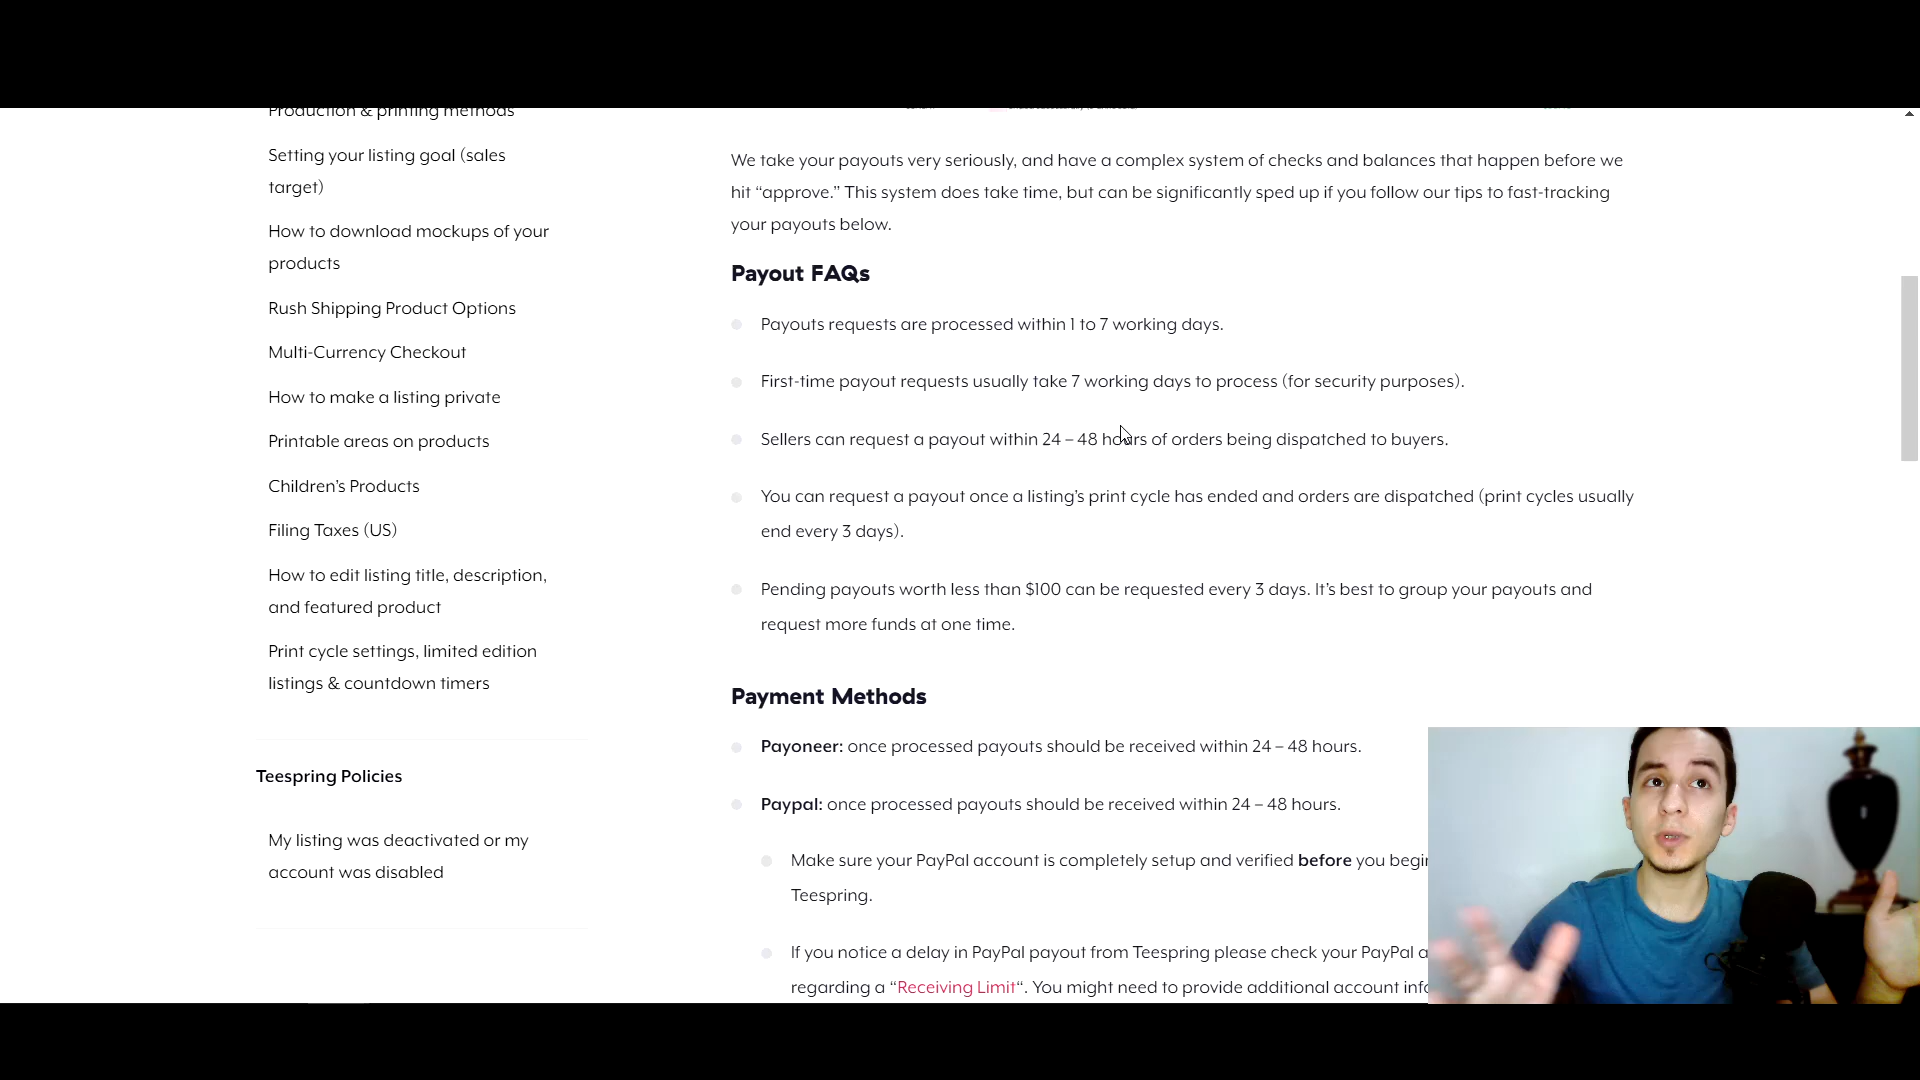 Production & printing methods
Setting your listing goal (sales
target)
How to download mockups of your
products
Rush Shipping Product Options
Multi-Currency Checkout
How to make a listing private
Printable areas on products
Children's Products
Filing Taxes (US)
How to edit listing title, description,
and featured product
Print cycle settings, limited edition
listings & countdown timers
Teespring Policies
My listing was deactivated or my
account was disabled
We take your payouts very seriously, and have a complex system of checks and balances that happen before we
hit “approve.” This system does take time, but can be significantly sped up if you follow our tips to fast-tracking
your payouts below.
Payout FAQs
Payouts requests are processed within 1 to 7 working days.
First-time payout requests usually take 7 working days to process (for security purposes).
Sellers can request a payout within 24 – 48 hours of orders being dispatched to buyers.
You can request a payout once a listing’s print cycle has ended and orders are dispatched (print cycles usually
end every 3 days).
Pending payouts worth less than $100 can be requested every 3 days. It’s best to group your payouts and
request more funds at one time.
Payment Methods
Payoneer: once processed payouts should be received within 24 – 48 hours.
Paypal: once processed payouts should be received within 24 – 48 hours.
Make sure your PayPal account is completely setup and verified before you begin
Teespring.
If you notice a delay in PayPal payout from Teespring please check your PayPal a
regarding a “Receiving Limit“. You might need to provide additional account info